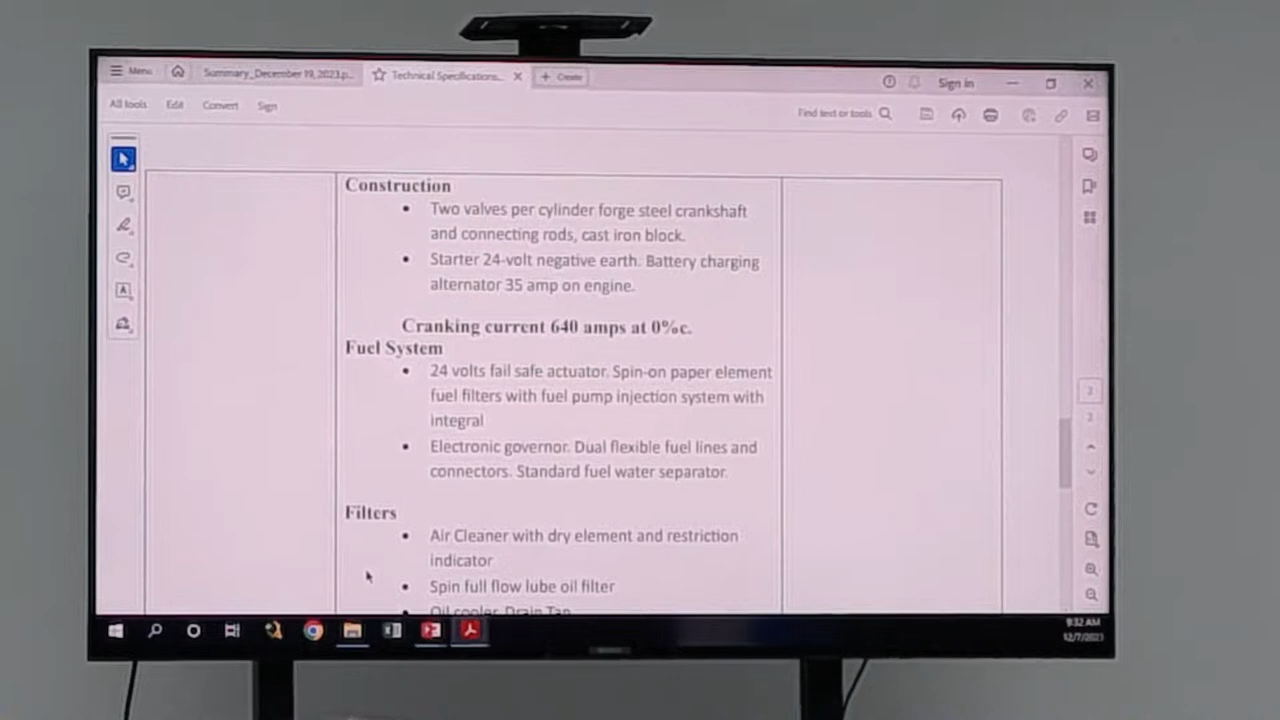 Menu
Summary_December 19, 2023.p...
Technical Specifications...
Create
Sign in
All tools
Edit
Convert
Sign
Find text or tools
Construction
• Two valves per cylinder forge steel crankshaft
and connecting rods, cast iron block.
• Starter 24-volt negative earth. Battery charging
alternator 35 amp on engine.
Cranking current 640 amps at 0%c.
Fuel System
• 24 volts fail safe actuator. Spin-on paper element
fuel filters with fuel pump injection system with
integral
• Electronic governor. Dual flexible fuel lines and
connectors. Standard fuel water separator.
Filters
• Air Cleaner with dry element and restriction
indicator
• Spin full flow lube oil filter
• Oil cooler, Drain Tap
2
9:32 AM
12/7/2023